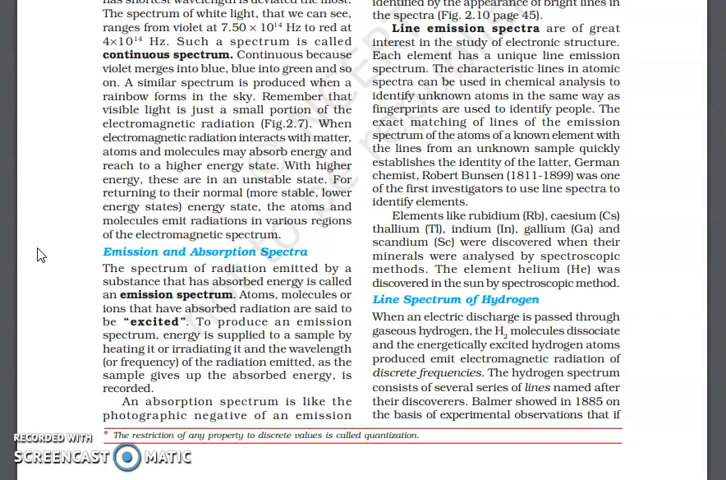 has shortest wavelength is deviated the most.
The spectrum of white light, that we can see,
ranges from violet at 7.50 × 10¹⁴ Hz to red at
4×10¹⁴ Hz. Such a spectrum is called
continuous spectrum. Continuous because
violet merges into blue, blue into green and so
on. A similar spectrum is produced when a
rainbow forms in the sky. Remember that
visible light is just a small portion of the
electromagnetic radiation (Fig.2.7). When
electromagnetic radiation interacts with matter,
atoms and molecules may absorb energy and
reach to a higher energy state. With higher
energy, these are in an unstable state. For
returning to their normal (more stable, lower
energy states) energy state, the atoms and
molecules emit radiations in various regions
of the electromagnetic spectrum.
Emission and Absorption Spectra
The spectrum of radiation emitted by a
substance that has absorbed energy is called
an emission spectrum. Atoms, molecules or
ions that have absorbed radiation are said to
be “excited”. To produce an emission
spectrum, energy is supplied to a sample by
heating it or irradiating it and the wavelength
(or frequency) of the radiation emitted, as the
sample gives up the absorbed energy, is
recorded.
An absorption spectrum is like the
photographic negative of an emission
identified by the appearance of bright lines in
the spectra (Fig. 2.10 page 45).
Line emission spectra are of great
interest in the study of electronic structure.
Each element has a unique line emission
spectrum. The characteristic lines in atomic
spectra can be used in chemical analysis to
identify unknown atoms in the same way as
fingerprints are used to identify people. The
exact matching of lines of the emission
spectrum of the atoms of a known element with
the lines from an unknown sample quickly
establishes the identity of the latter, German
chemist, Robert Bunsen (1811-1899) was one
of the first investigators to use line spectra to
identify elements.
Elements like rubidium (Rb), caesium (Cs)
thallium (Tl), indium (In), gallium (Ga) and
scandium (Sc) were discovered when their
minerals were analysed by spectroscopic
methods. The element helium (He) was
discovered in the sun by spectroscopic method.
Line Spectrum of Hydrogen
When an electric discharge is passed through
gaseous hydrogen, the H₂ molecules dissociate
and the energetically excited hydrogen atoms
produced emit electromagnetic radiation of
discrete frequencies. The hydrogen spectrum
consists of several series of lines named after
their discoverers. Balmer showed in 1885 on
the basis of experimental observations that if
* The restriction of any property to discrete values is called quantization.
RECORDED WITH
SCREENCAST MATIC